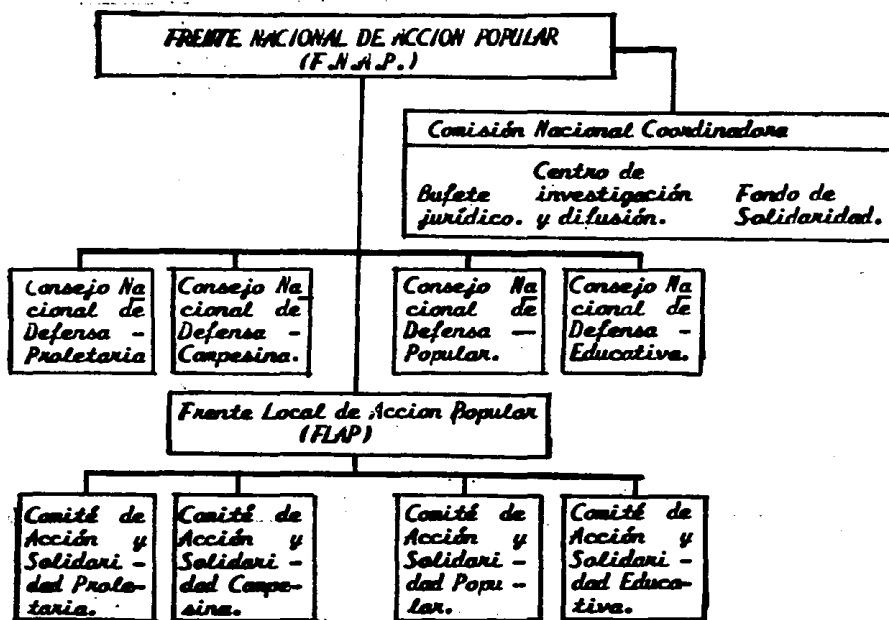 FRENTE NACIONAL DE ACCION POPULAR
(F.N.A.P.)
Comisión Nacional Coordinadora
Centro de
Bufete investigación Fondo de
jurídico. y difusión. Solidaridad.
Consejo Na
cional de
Defensa -
Proletaria
Consejo Na
cional de
Defensa -
Campesina.
Consejo Na
cional de
Defensa —
Popular.
Consejo Na
cional de
Defensa -
Educativa.
Frente Local de Accion Popular
(FLAP)
Comité de
Acción y
Solidari -
dad Prole-
taria.
Comité de
Acción y
Solidari -
dad Campe-
sina.
Comité de
Acción y
Solidari -
dad Popu -
lar.
Comité de
Acción y
Solidari -
dad Educa-
tiva.